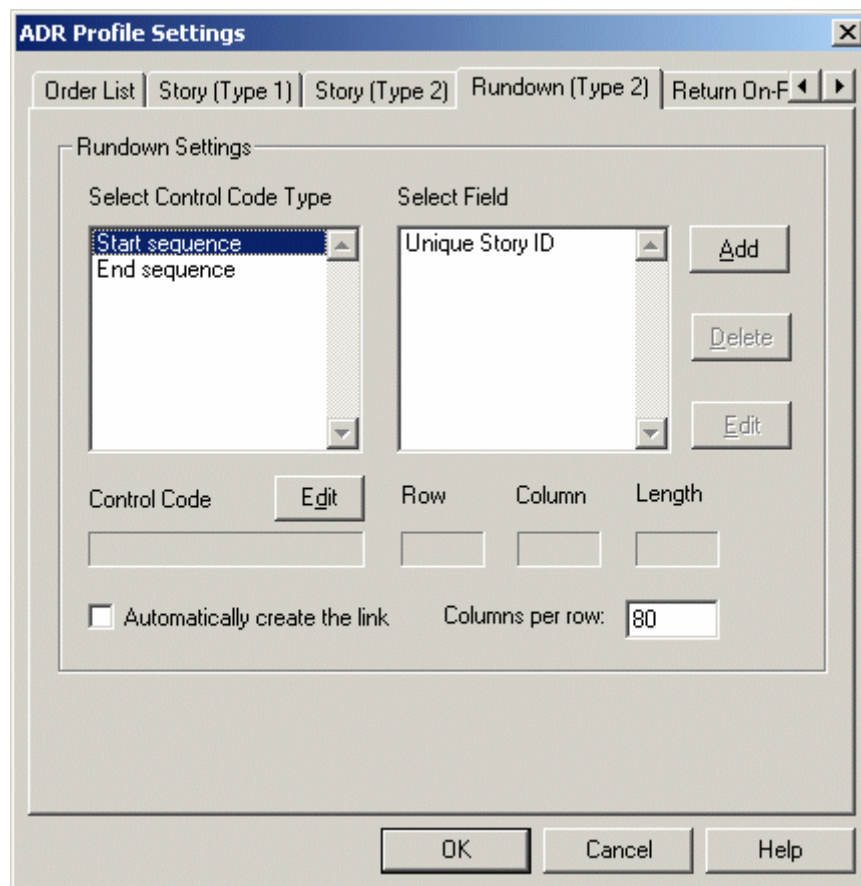 ADR Profile Settings
Order List Story (Type 1) Story (Type 2) Rundown (Type 2) Return On-F
Rundown Settings
Select Control Code Type Select Field
Start sequence Unique Story ID Add
End sequence
Delete
Edit
Control Code Edit Row Column Length
Automatically create the link Columns per row: 80
OK Cancel Help